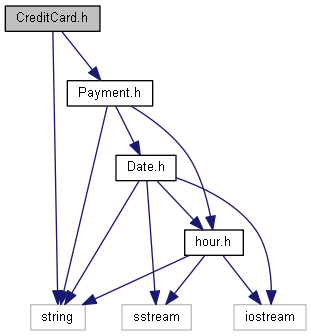 CreditCard.h
Payment.h
Date.h
hour.h
string
sstream
iostream